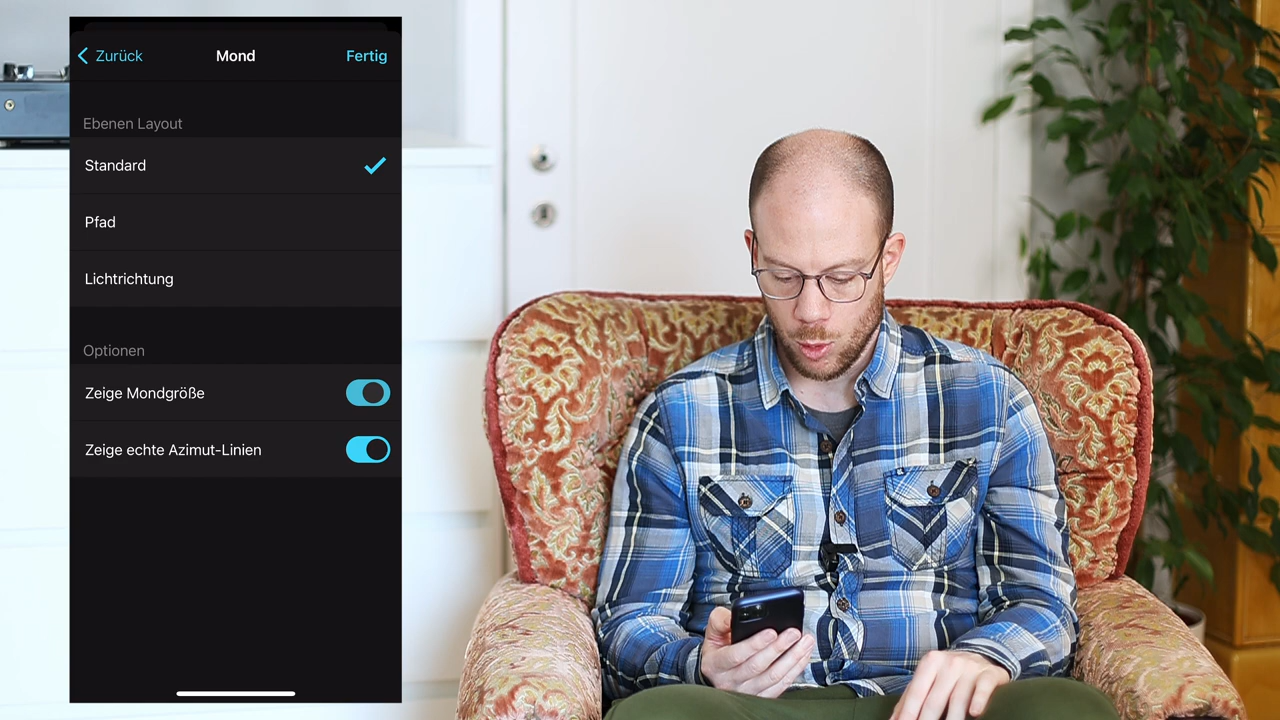 Zurück
Mond
Fertig
Ebenen Layout
Standard
Pfad
Lichtrichtung
Optionen
Zeige Mondgröße
Zeige echte Azimut-Linien